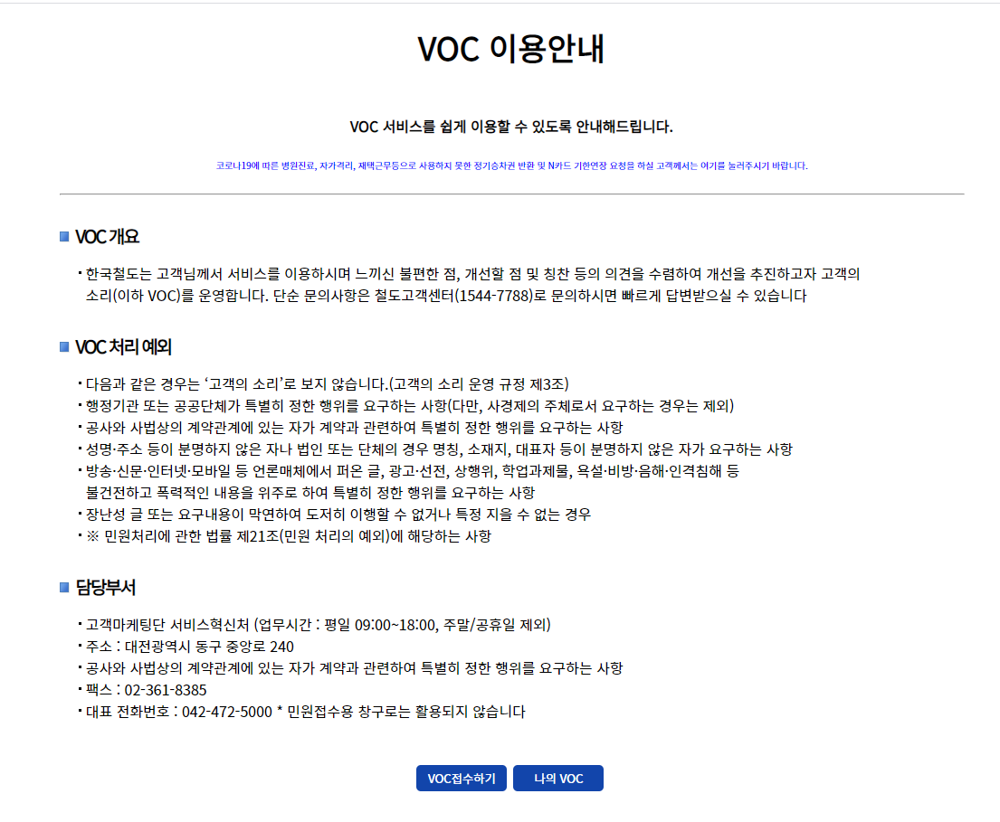 VOC 이용안내
VOC 서비스를 쉽게 이용할 수 있도록 안내해드립니다.
코로나19에 따른 병원진료, 자가격리, 재택근무등으로 사용하지 못한 정기승차권 반환 및 N카드 기한연장 요청을 하실 고객께서는 여기를 눌러주시기 바랍니다.
VOC 개요
· 한국철도는 고객님께서 서비스를 이용하시며 느끼신 불편한 점, 개선할 점 및 칭찬 등의 의견을 수렴하여 개선을 추진하고자 고객의
소리(이하 VOC)를 운영합니다. 단순 문의사항은 철도고객센터(1544-7788)로 문의하시면 빠르게 답변받으실 수 있습니다
VOC 처리 예외
· 다음과 같은 경우는 ‘고객의 소리’로 보지 않습니다.(고객의 소리 운영 규정 제3조)
· 행정기관 또는 공공단체가 특별히 정한 행위를 요구하는 사항(다만, 사경제의 주체로서 요구하는 경우는 제외)
· 공사와 사법상의 계약관계에 있는 자가 계약과 관련하여 특별히 정한 행위를 요구하는 사항
· 성명·주소 등이 분명하지 않은 자나 법인 또는 단체의 경우 명칭, 소재지, 대표자 등이 분명하지 않은 자가 요구하는 사항
· 방송·신문·인터넷·모바일 등 언론매체에서 퍼온 글, 광고·선전, 상행위, 학업과제물, 욕설·비방·음해·인격침해 등
불건전하고 폭력적인 내용을 위주로 하여 특별히 정한 행위를 요구하는 사항
· 장난성 글 또는 요구내용이 막연하여 도저히 이행할 수 없거나 특정 지을 수 없는 경우
· ※ 민원처리에 관한 법률 제21조(민원 처리의 예외)에 해당하는 사항
담당부서
· 고객마케팅단 서비스혁신처 (업무시간 : 평일 09:00~18:00, 주말/공휴일 제외)
· 주소 : 대전광역시 동구 중앙로 240
· 공사와 사법상의 계약관계에 있는 자가 계약과 관련하여 특별히 정한 행위를 요구하는 사항
· 팩스 : 02-361-8385
· 대표 전화번호 : 042-472-5000 * 민원접수용 창구로는 활용되지 않습니다
VOC접수하기
나의 VOC